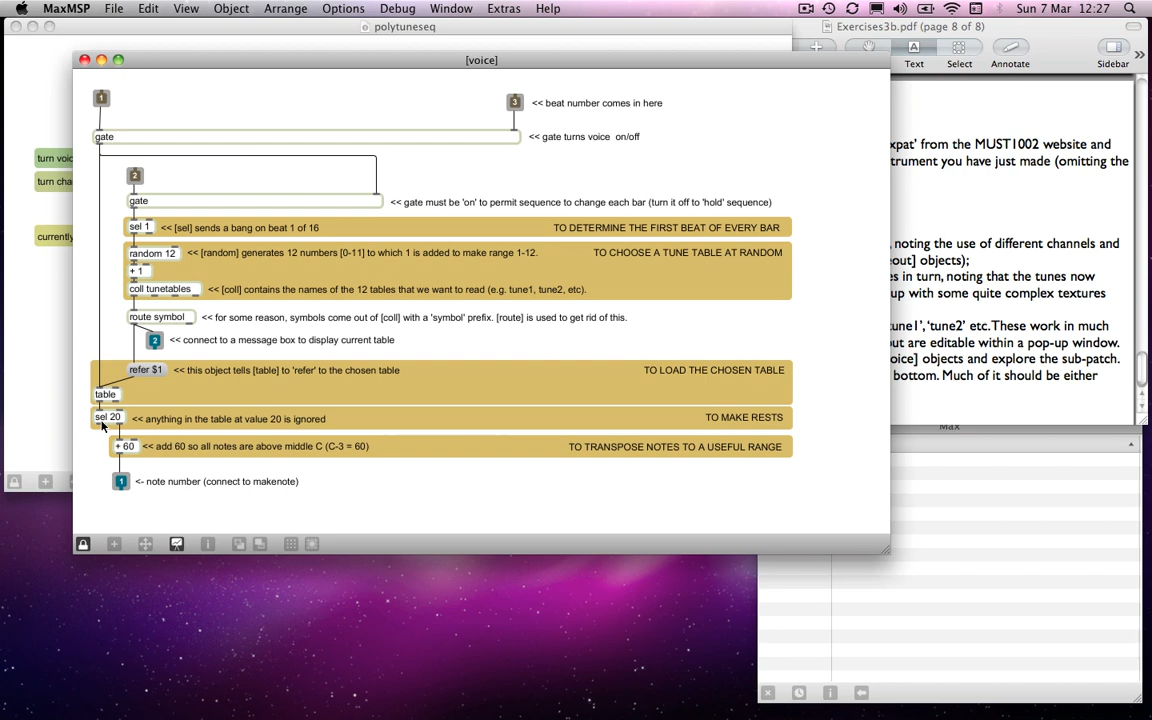 MaxMSP File Edit View Object Arrange Options Debug Window Extras Help Sun 7 Mar 12:27
polytuneseq
Exercises3b.pdf (page 8 of 8)
Text Select Annotate Sidebar
[voice]
1
3 << beat number comes in here
gate << gate turns voice on/off
2
gate << gate must be 'on' to permit sequence to change each bar (turn it off to 'hold' sequence)
sel 1 << [sel] sends a bang on beat 1 of 16 TO DETERMINE THE FIRST BEAT OF EVERY BAR
random 12 << [random] generates 12 numbers [0-11] to which 1 is added to make range 1-12. TO CHOOSE A TUNE TABLE AT RANDOM
+ 1
coll tunetables << [coll] contains the names of the 12 tables that we want to read (e.g. tune1, tune2, etc).
route symbol << for some reason, symbols come out of [coll] with a 'symbol' prefix. [route] is used to get rid of this.
2 << connect to a message box to display current table
refer $1 << this object tells [table] to 'refer' to the chosen table TO LOAD THE CHOSEN TABLE
table
sel 20 << anything in the table at value 20 is ignored TO MAKE RESTS
+ 60 << add 60 so all notes are above middle C (C-3 = 60) TO TRANSPOSE NOTES TO A USEFUL RANGE
1 <- note number (connect to makenote)
turn voic
turn cha
currently
xpat' from the MUST1002 website and
trument you have just made (omitting the
noting the use of different channels and
out] objects);
es in turn, noting that the tunes now
up with some quite complex textures
tune1', 'tune2' etc. These work in much
out are editable within a pop-up window.
oice] objects and explore the sub-patch.
bottom. Much of it should be either
Max